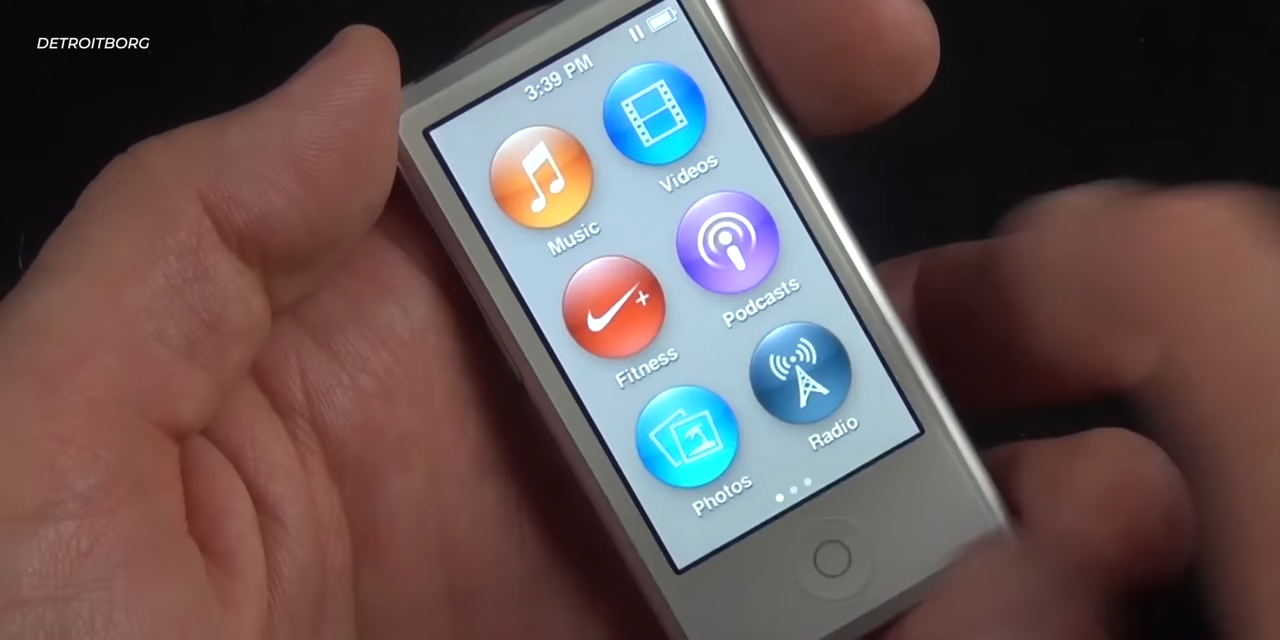 DETROITBORG
3:39 PM
Music
Videos
Fitness
Podcasts
Photos
Radio